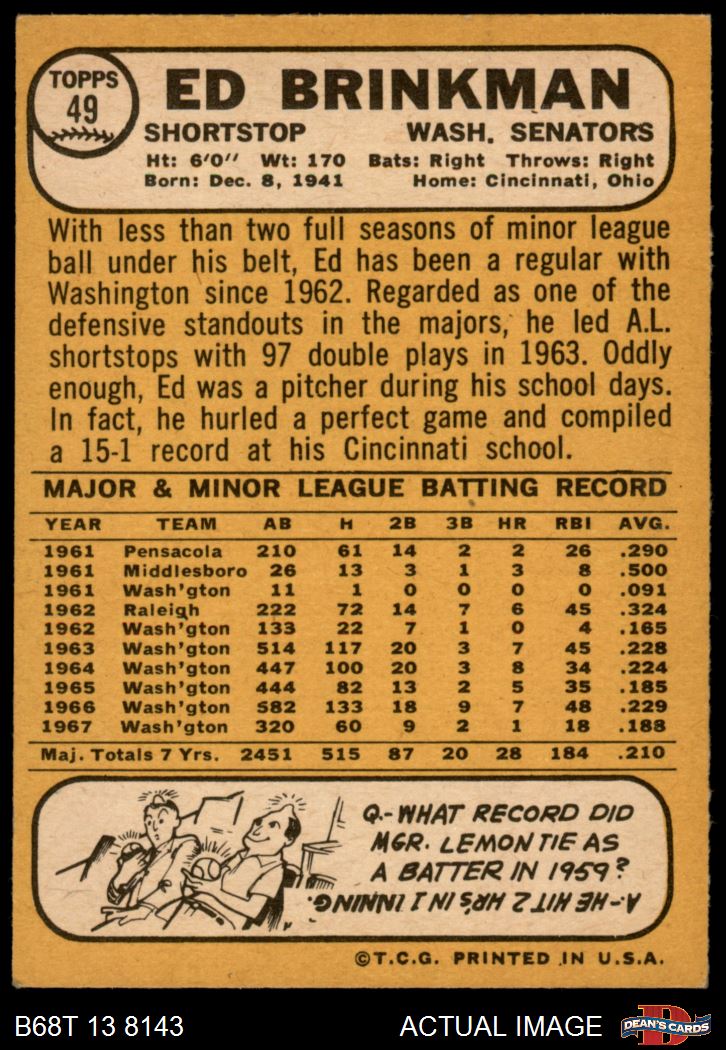 TOPPS
49
ED BRINKMAN
SHORTSTOP WASH. SENATORS
Ht: 6'0" Wt: 170 Bats: Right Throws: Right
Born: Dec. 8, 1941 Home: Cincinnati, Ohio
With less than two full seasons of minor league
ball under his belt, Ed has been a regular with
Washington since 1962. Regarded as one of the
defensive standouts in the majors, he led A.L.
shortstops with 97 double plays in 1963. Oddly
enough, Ed was a pitcher during his school days.
In fact, he hurled a perfect game and compiled
a 15-1 record at his Cincinnati school.
MAJOR & MINOR LEAGUE BATTING RECORD
YEAR TEAM AB H 2B 3B HR RBI AVG.
1961 Pensacola 210 61 14 2 2 26 .290
1961 Middlesboro 26 13 3 1 3 8 .500
1961 Wash'gton 11 1 0 0 0 0 .091
1962 Raleigh 222 72 14 7 6 45 .324
1962 Wash'gton 133 22 7 1 0 4 .165
1963 Wash'gton 514 117 20 3 7 45 .228
1964 Wash'gton 447 100 20 3 8 34 .224
1965 Wash'gton 444 82 13 2 5 35 .185
1966 Wash'gton 582 133 18 9 7 48 .229
1967 Wash'gton 320 60 9 2 1 18 .188
Maj. Totals 7 Yrs. 2451 515 87 20 28 184 .210
Q.-WHAT RECORD DID
MGR. LEMON TIE AS
A BATTER IN 1959?
A-HE HIT 2 HRS IN 1 INNING.
©T.C.G. PRINTED IN U.S.A.
B68T 13 8143 ACTUAL IMAGE
D
DEAN'S CARDS